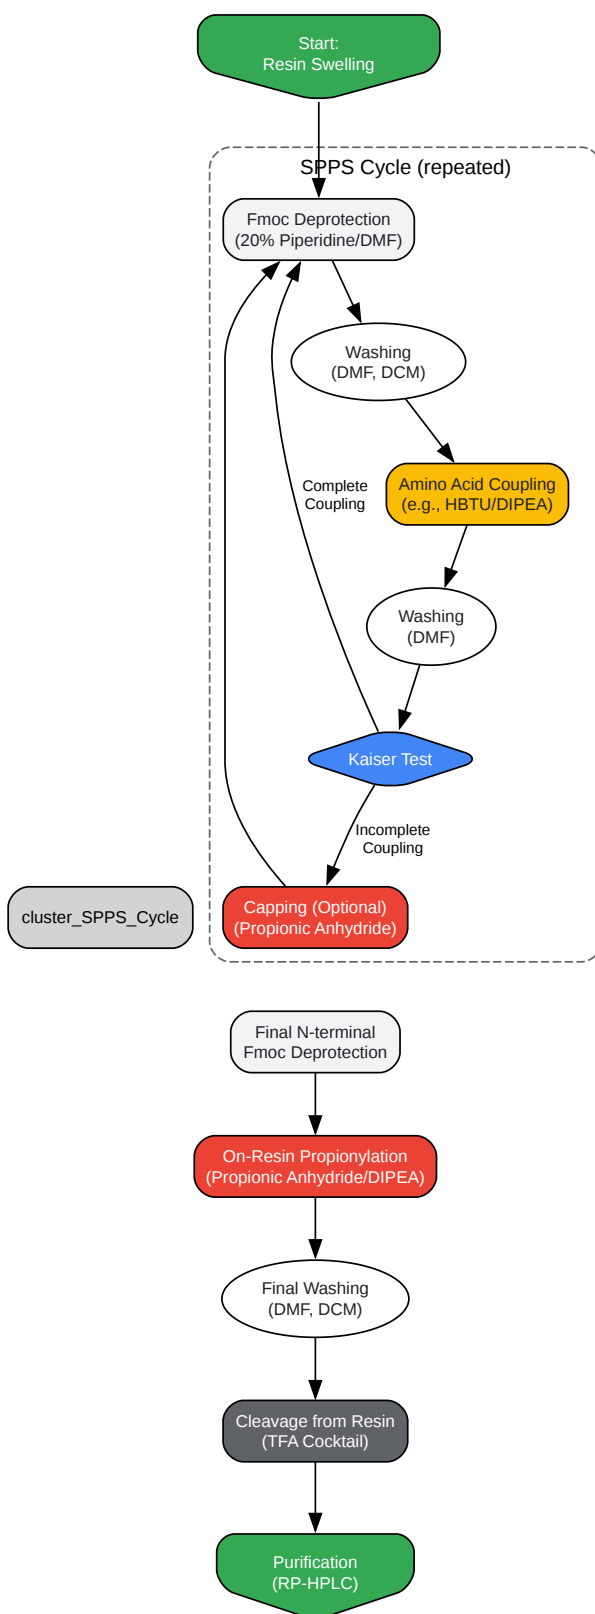 Start:
Resin Swelling
SPPS Cycle (repeated)
Fmoc Deprotection
(20% Piperidine/DMF)
Washing
(DMF, DCM)
Complete
Coupling
Amino Acid Coupling
(e.g., HBTU/DIPEA)
Washing
(DMF)
Kaiser Test
Incomplete
Coupling
cluster_SPPS_Cycle
Capping (Optional)
(Propionic Anhydride)
Final N-terminal
Fmoc Deprotection
On-Resin Propionylation
(Propionic Anhydride/DIPEA)
Final Washing
(DMF, DCM)
Cleavage from Resin
(TFA Cocktail)
Purification
(RP-HPLC)